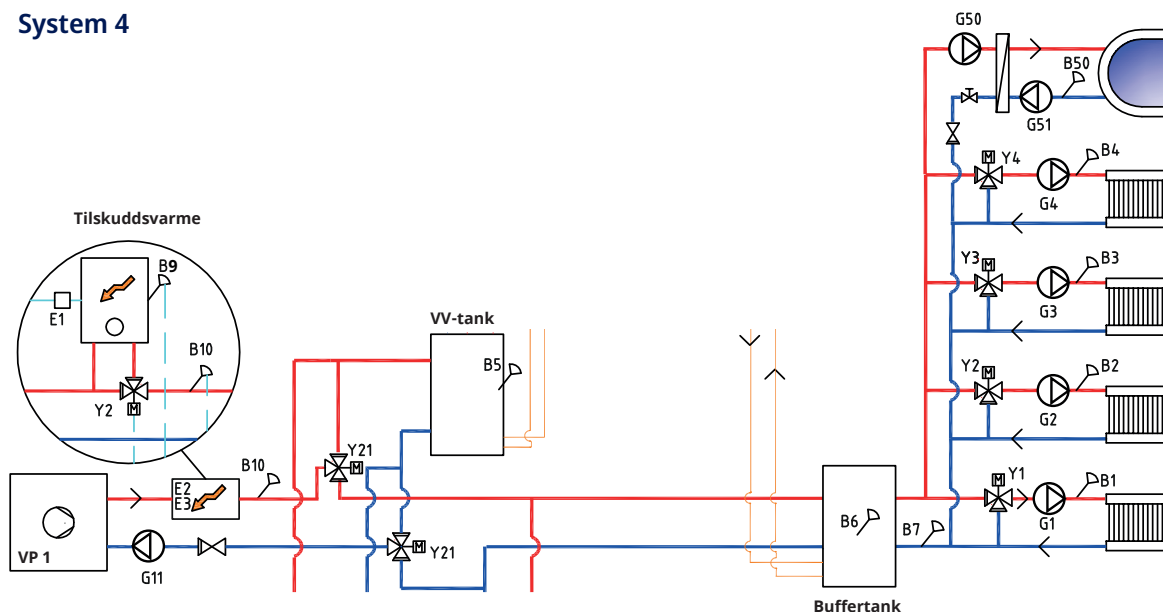 System 4
G50
B50
G51
Y4
B4
G4
Tilskuddsvarme
B9
E1
B10
Y2
Y3
B3
G3
VV-tank
B5
Y2
B2
G2
Y21
B10
E2
E3
VP 1
G11
Y21
Y1
B1
G1
B6
B7
Buffertank
M
M
M
M
M
M
M